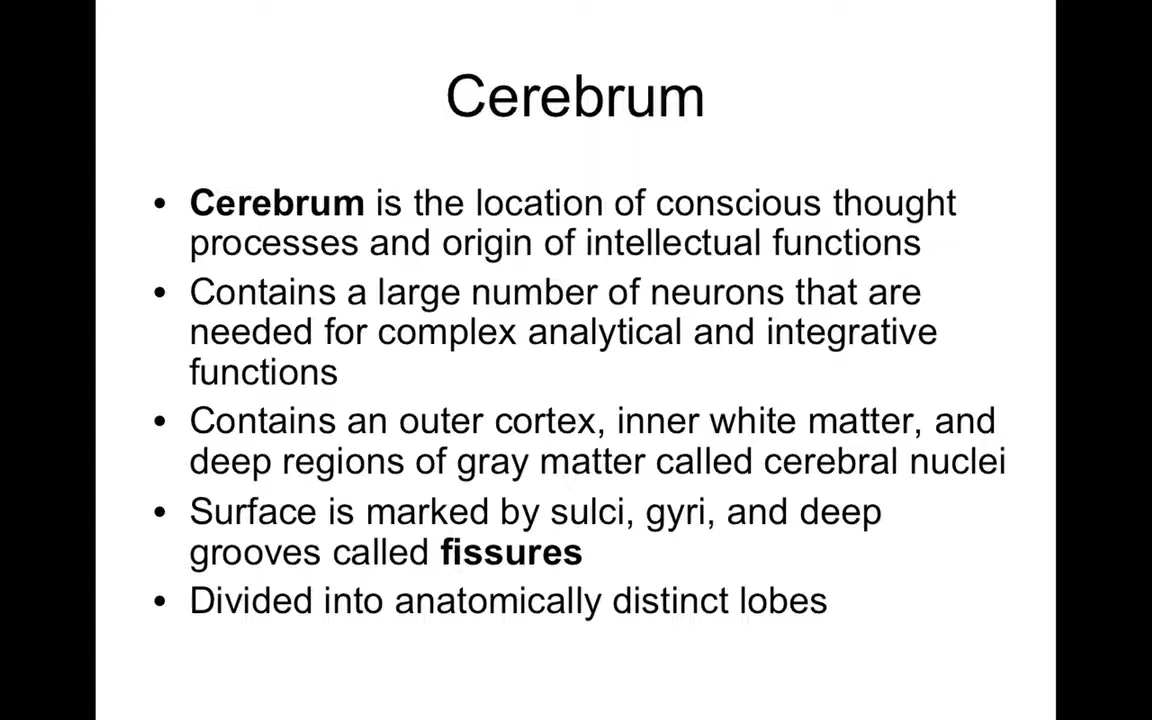 Cerebrum
• Cerebrum is the location of conscious thought
processes and origin of intellectual functions
• Contains a large number of neurons that are
needed for complex analytical and integrative
functions
• Contains an outer cortex, inner white matter, and
deep regions of gray matter called cerebral nuclei
• Surface is marked by sulci, gyri, and deep
grooves called fissures
• Divided into anatomically distinct lobes